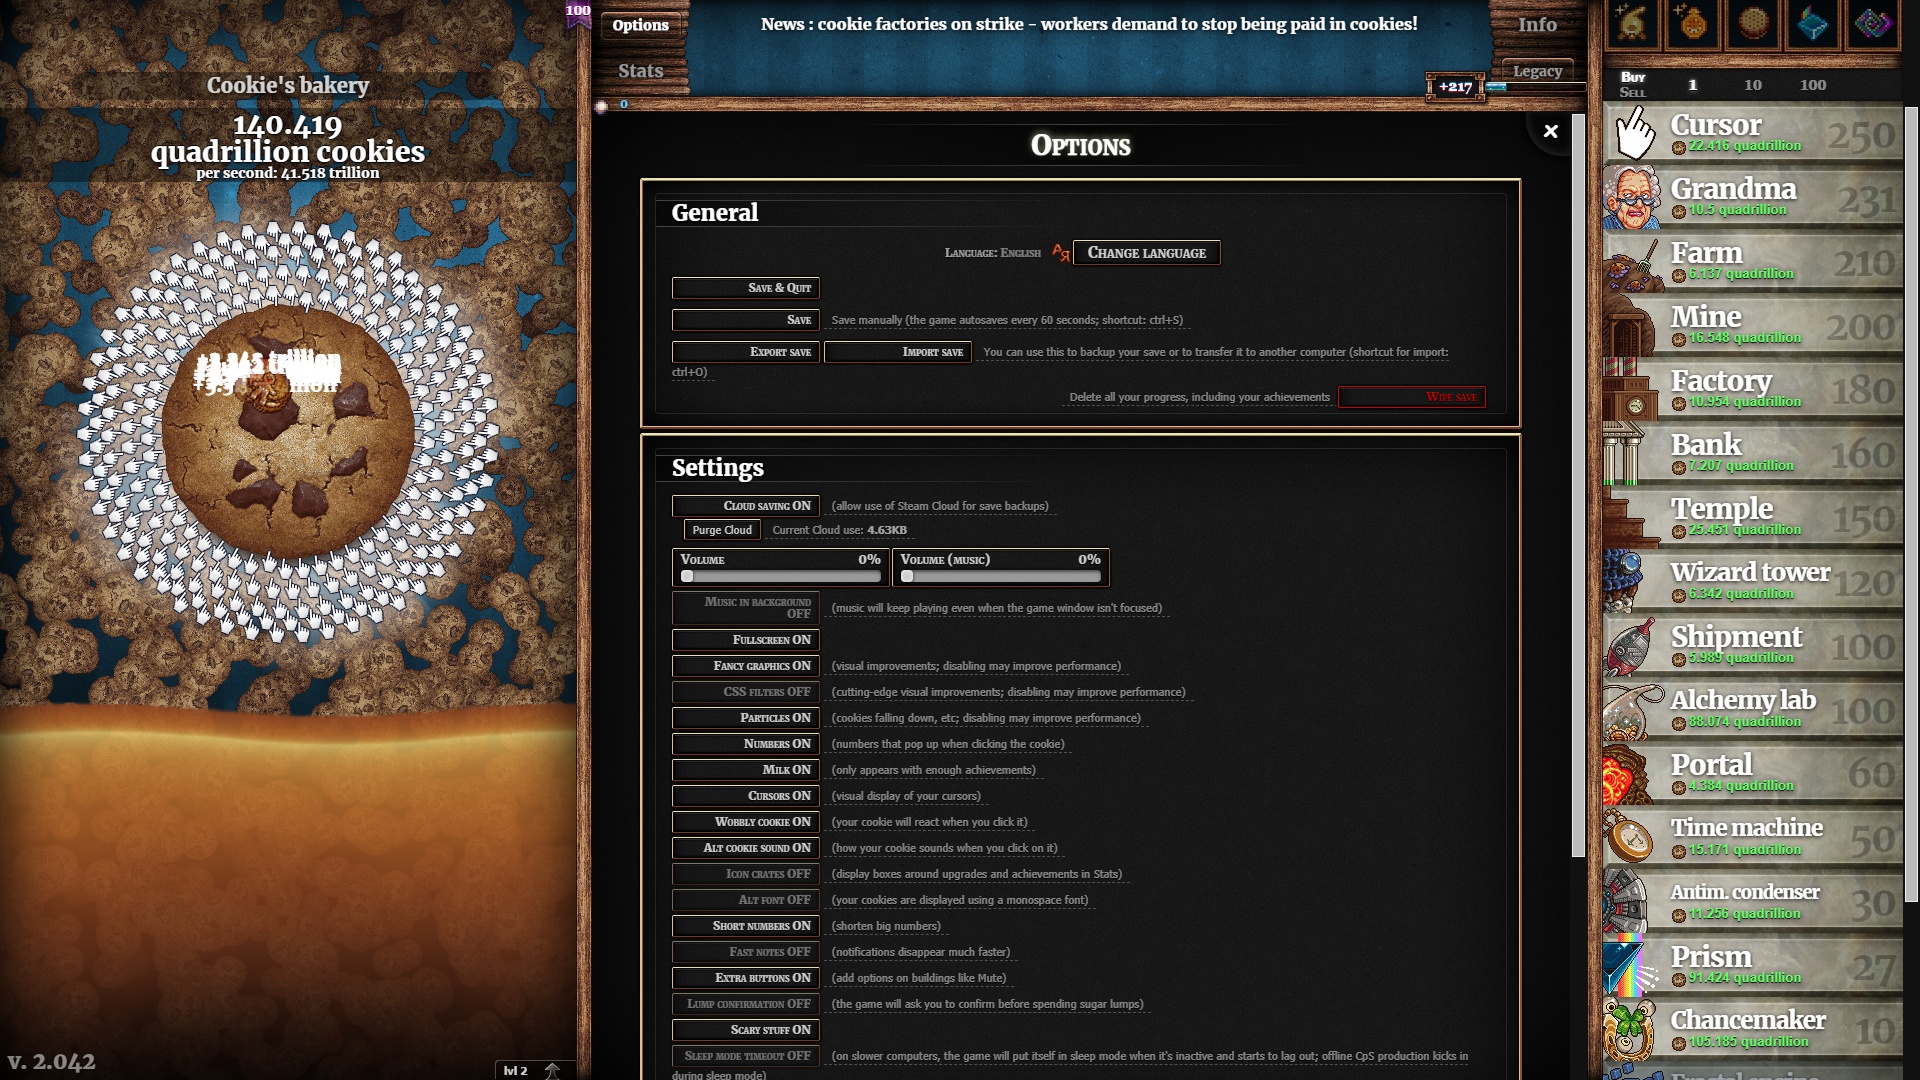 Cookie's bakery
140.419
quadrillion cookies
per second: 41.518 trillion
v. 2.042
lvl 2
100
Options
Stats
News : cookie factories on strike - workers demand to stop being paid in cookies!
Info
Legacy
+217
0
Options
General
Language: English
Change language
Save & Quit
Save
Save manually (the game autosaves every 60 seconds; shortcut: ctrl+S)
Export save
Import save
You can use this to backup your save or to transfer it to another computer (shortcut for import:
ctrl+O)
Delete all your progress, including your achievements
Wipe save
Settings
Cloud saving ON
(allow use of Steam Cloud for save backups)
Purge Cloud
Current Cloud use: 4.63KB
Volume 0%
Volume (music) 0%
Music in background
OFF
(music will keep playing even when the game window isn't focused)
Fullscreen ON
Fancy graphics ON
(visual improvements; disabling may improve performance)
CSS filters OFF
(cutting-edge visual improvements; disabling may improve performance)
Particles ON
(cookies falling down, etc; disabling may improve performance)
Numbers ON
(numbers that pop up when clicking the cookie)
Milk ON
(only appears with enough achievements)
Cursors ON
(visual display of your cursors)
Wobbly cookie ON
(your cookie will react when you click it)
Alt cookie sound ON
(how your cookie sounds when you click on it)
Icon crates OFF
(display boxes around upgrades and achievements in Stats)
Alt font OFF
(your cookies are displayed using a monospace font)
Short numbers ON
(shorten big numbers)
Fast notes OFF
(notifications disappear much faster)
Extra buttons ON
(add options on buildings like Mute)
Lump confirmation OFF
(the game will ask you to confirm before spending sugar lumps)
Scary stuff ON
Sleep mode timeout OFF
(on slower computers, the game will put itself in sleep mode when it's inactive and starts to lag out; offline CpS production kicks in
during sleep mode)
Buy
Sell
1
10
100
Cursor
22.416 quadrillion
250
Grandma
10.5 quadrillion
231
Farm
6.137 quadrillion
210
Mine
16.548 quadrillion
200
Factory
10.954 quadrillion
180
Bank
7.207 quadrillion
160
Temple
25.451 quadrillion
150
Wizard tower
6.342 quadrillion
120
Shipment
5.989 quadrillion
100
Alchemy lab
88.074 quadrillion
100
Portal
4.384 quadrillion
60
Time machine
15.171 quadrillion
50
Antim. condenser
11.256 quadrillion
30
Prism
91.424 quadrillion
27
Chancemaker
105.185 quadrillion
10
Fractal engine